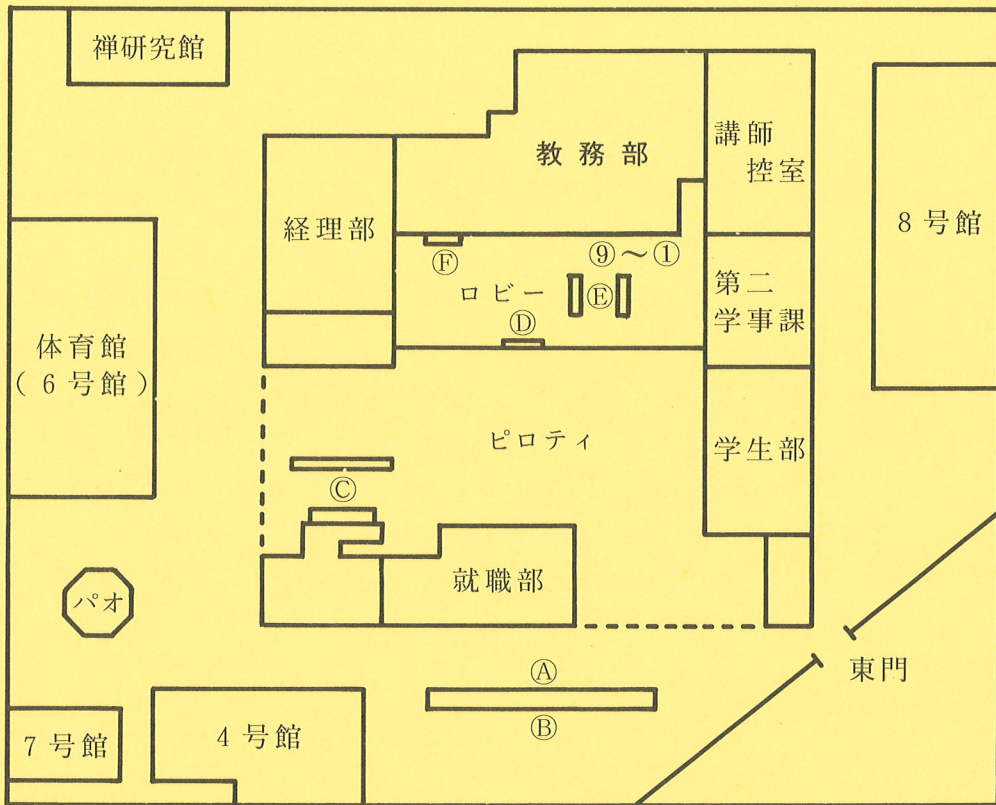 禅研究館
教務部
講師
控室
経理部
8号館
Ⓕ
⑨～①
ロビー
Ⓔ
第二
学事課
Ⓓ
体育館
(6号館)
ピロティ
学生部
Ⓒ
就職部
パオ
Ⓐ
東門
Ⓑ
7号館
4号館